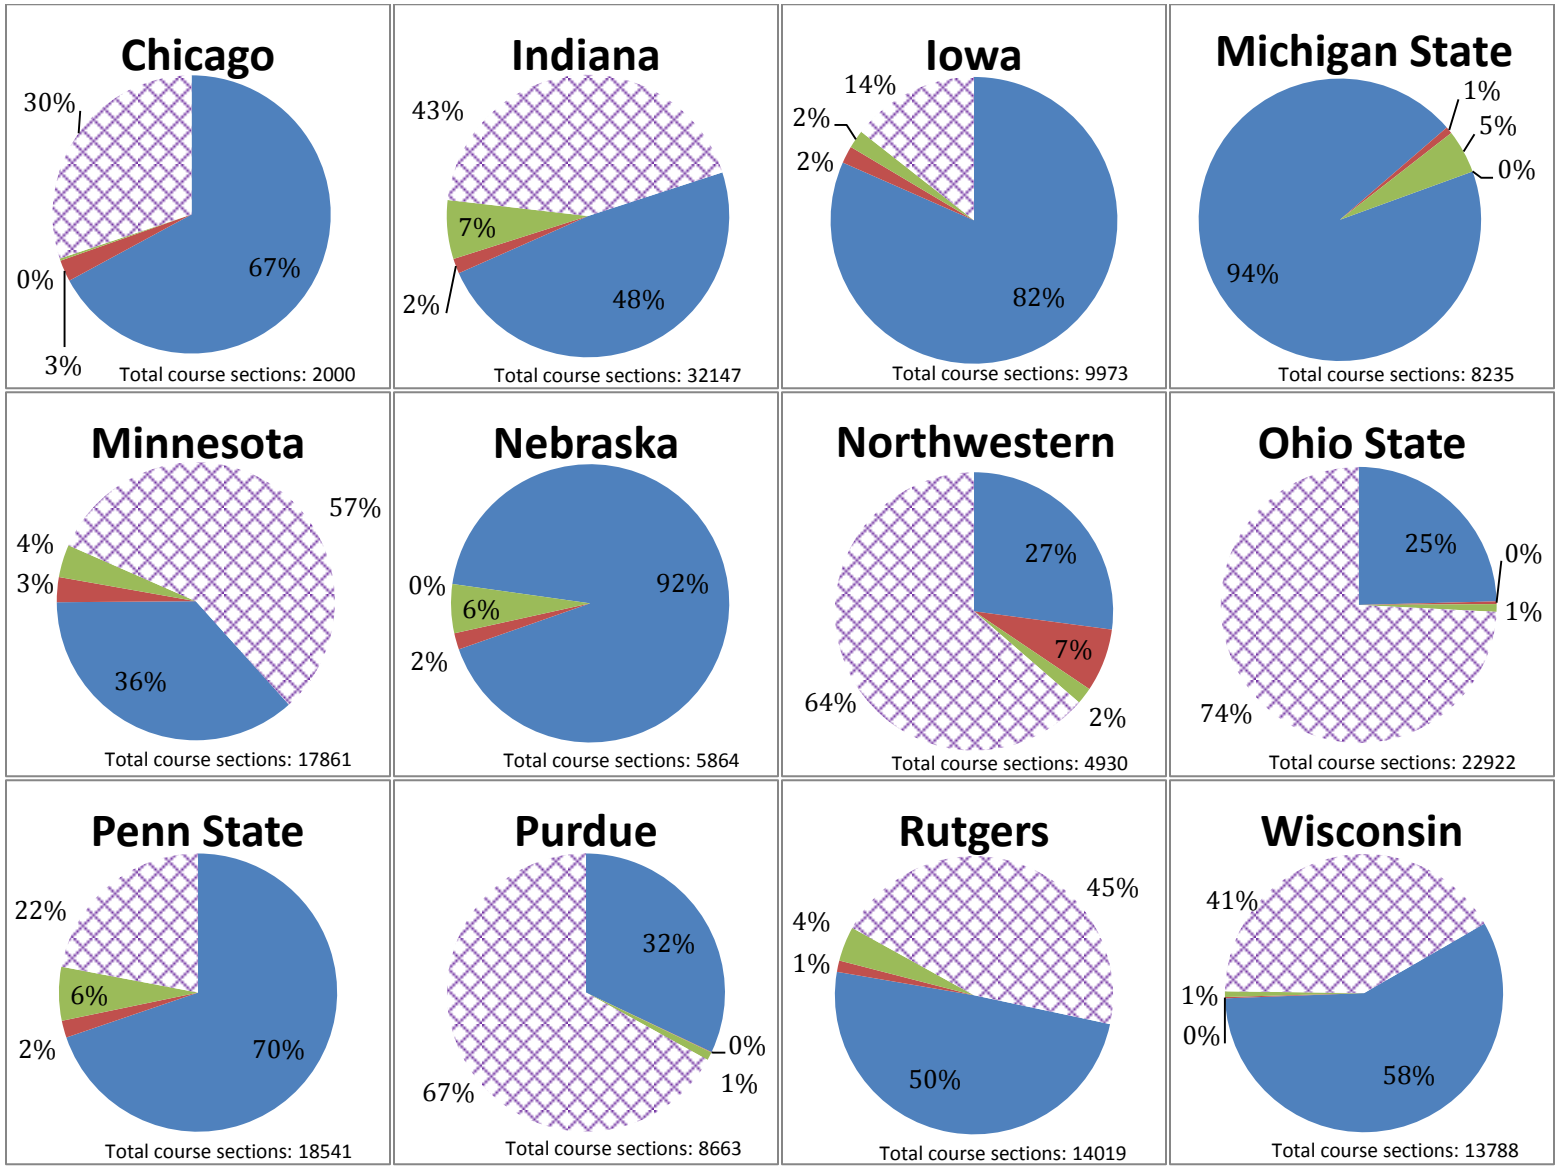 Chicago
30%
67%
0%
3%
Total course sections: 2000
Indiana
43%
7%
2%
48%
Total course sections: 32147
Iowa
14%
2%
2%
82%
Total course sections: 9973
Michigan State
1%
5%
0%
94%
Total course sections: 8235
Minnesota
57%
4%
3%
36%
Total course sections: 17861
Nebraska
0%
92%
6%
2%
Total course sections: 5864
Northwestern
27%
7%
64%
2%
Total course sections: 4930
Ohio State
25%
0%
1%
74%
Total course sections: 22922
Penn State
22%
6%
2%
70%
Total course sections: 18541
Purdue
32%
0%
1%
67%
Total course sections: 8663
Rutgers
45%
4%
1%
50%
Total course sections: 14019
Wisconsin
41%
1%
0%
58%
Total course sections: 13788